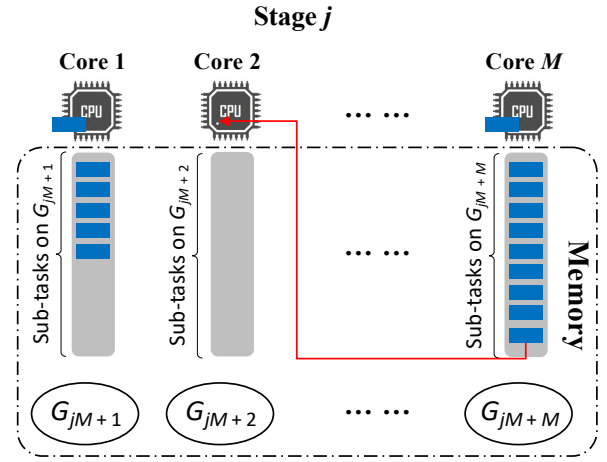 Stage j
Core 1
Core 2
Core M
CPU
CPU
... ...
CPU
Sub-tasks on G_{jM+1}
Sub-tasks on G_{jM+2}
... ...
Sub-tasks on G_{jM+M}
Memory
G_{jM+1}
G_{jM+2}
... ...
G_{jM+M}